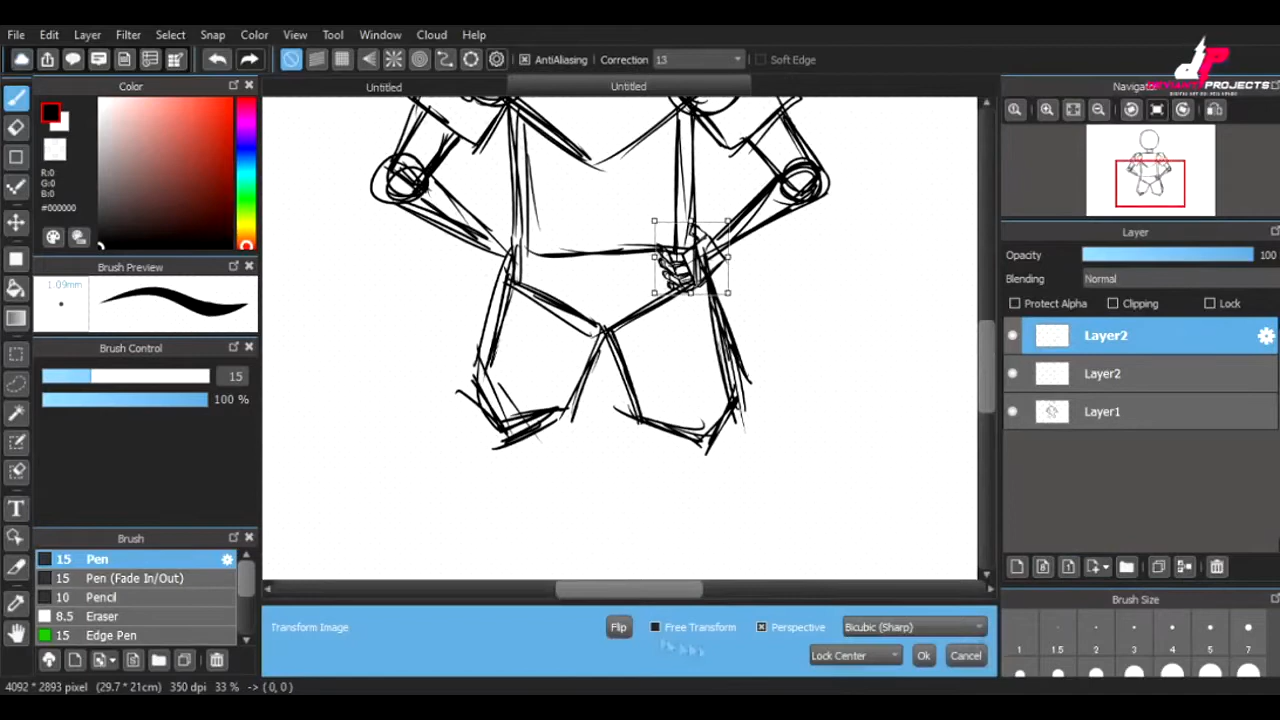 File Edit Layer Filter Select Snap Color View Tool Window Cloud Help
AntiAliasing Correction 13 Soft Edge
PROJECTS
Color Untitled Untitled
R:0
G:0
B:0
#000000
Brush Preview
1.09mm
Brush Control
15
100 %
Brush
15 Pen
15 Pen (Fade In/Out)
10 Pencil
8.5 Eraser
15 Edge Pen
Layer
Opacity 100
Blending Normal
Protect Alpha Clipping Lock
Layer2
Layer2
Layer1
Brush Size
1 1.5 2 3 4 5 7
Transform Image Flip Free Transform Perspective Bicubic (Sharp)
Lock Center Ok Cancel
4092 * 2893 pixel (29.7 * 21cm) 350 dpi 33 % -> ( 0, 0 )